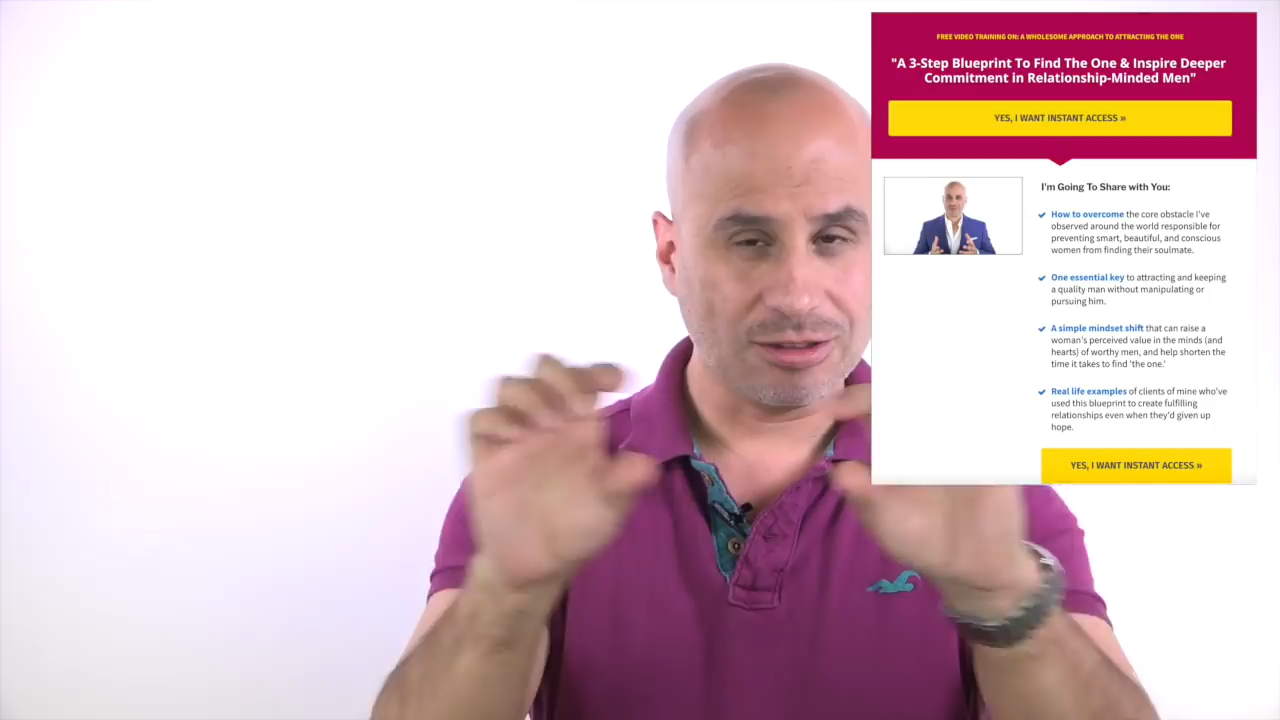 FREE VIDEO TRAINING ON: A WHOLESOME APPROACH TO ATTRACTING THE ONE
"A 3-Step Blueprint To Find The One & Inspire Deeper
Commitment in Relationship-Minded Men"
YES, I WANT INSTANT ACCESS »
I'm Going To Share with You:
How to overcome the core obstacle I've
observed around the world responsible for
preventing smart, beautiful, and conscious
women from finding their soulmate.
One essential key to attracting and keeping
a quality man without manipulating or
pursuing him.
A simple mindset shift that can raise a
woman's perceived value in the minds (and
hearts) of worthy men, and help shorten the
time it takes to find 'the one.'
Real life examples of clients of mine who've
used this blueprint to create fulfilling
relationships even when they'd given up
hope.
YES, I WANT INSTANT ACCESS »